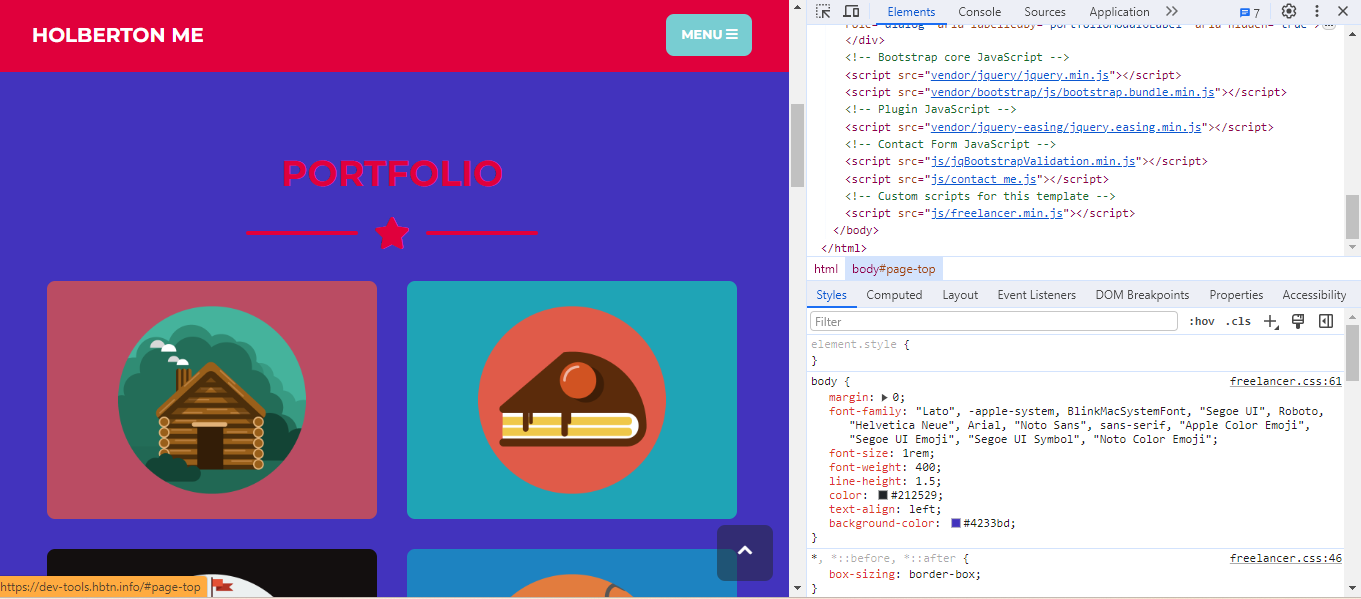 HOLBERTON ME
MENU
PORTFOLIO
https://dev-tools.hbtn.info/#page-top
Elements Console Sources Application 7
</div>
<!-- Bootstrap core JavaScript -->
<script src="vendor/jquery/jquery.min.js"></script>
<script src="vendor/bootstrap/js/bootstrap.bundle.min.js"></script>
<!-- Plugin JavaScript -->
<script src="vendor/jquery-easing/jquery.easing.min.js"></script>
<!-- Contact Form JavaScript -->
<script src="js/jqBootstrapValidation.min.js"></script>
<script src="js/contact_me.js"></script>
<!-- Custom scripts for this template -->
<script src="js/freelancer.min.js"></script>
</body>
</html>
html body#page-top
Styles Computed Layout Event Listeners DOM Breakpoints Properties Accessibility
Filter :hov .cls
element.style {
}
body { freelancer.css:61
margin: 0;
font-family: "Lato", -apple-system, BlinkMacSystemFont, "Segoe UI", Roboto,
"Helvetica Neue", Arial, "Noto Sans", sans-serif, "Apple Color Emoji",
"Segoe UI Emoji", "Segoe UI Symbol", "Noto Color Emoji";
font-size: 1rem;
font-weight: 400;
line-height: 1.5;
color: #212529;
text-align: left;
background-color: #4233bd;
}
*, *::before, *::after { freelancer.css:46
box-sizing: border-box;
}